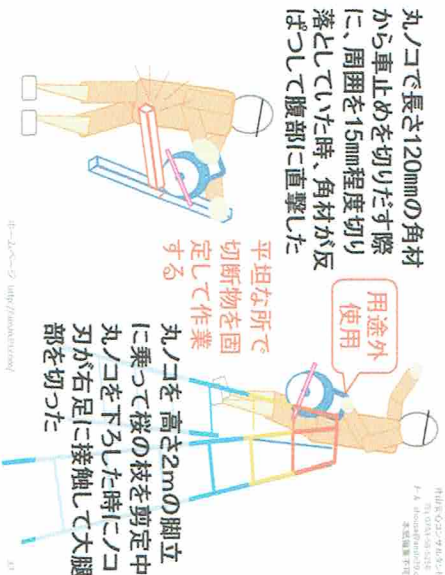 丸ノコで長さ120mmの角材
から車止めを切りだす際
に、周囲を15mm程度切り
落としていた時、角材が反
ぱつして腹部に直撃した
平坦な所で
切断物を固
定して作業
する
用途外
使用
丸ノコを 高さ2mの脚立
に乗って桜の枝を剪定中
丸ノコを下ろした時にノコ
刃が右足に接触して大腿
部を切った
本紙編集不可